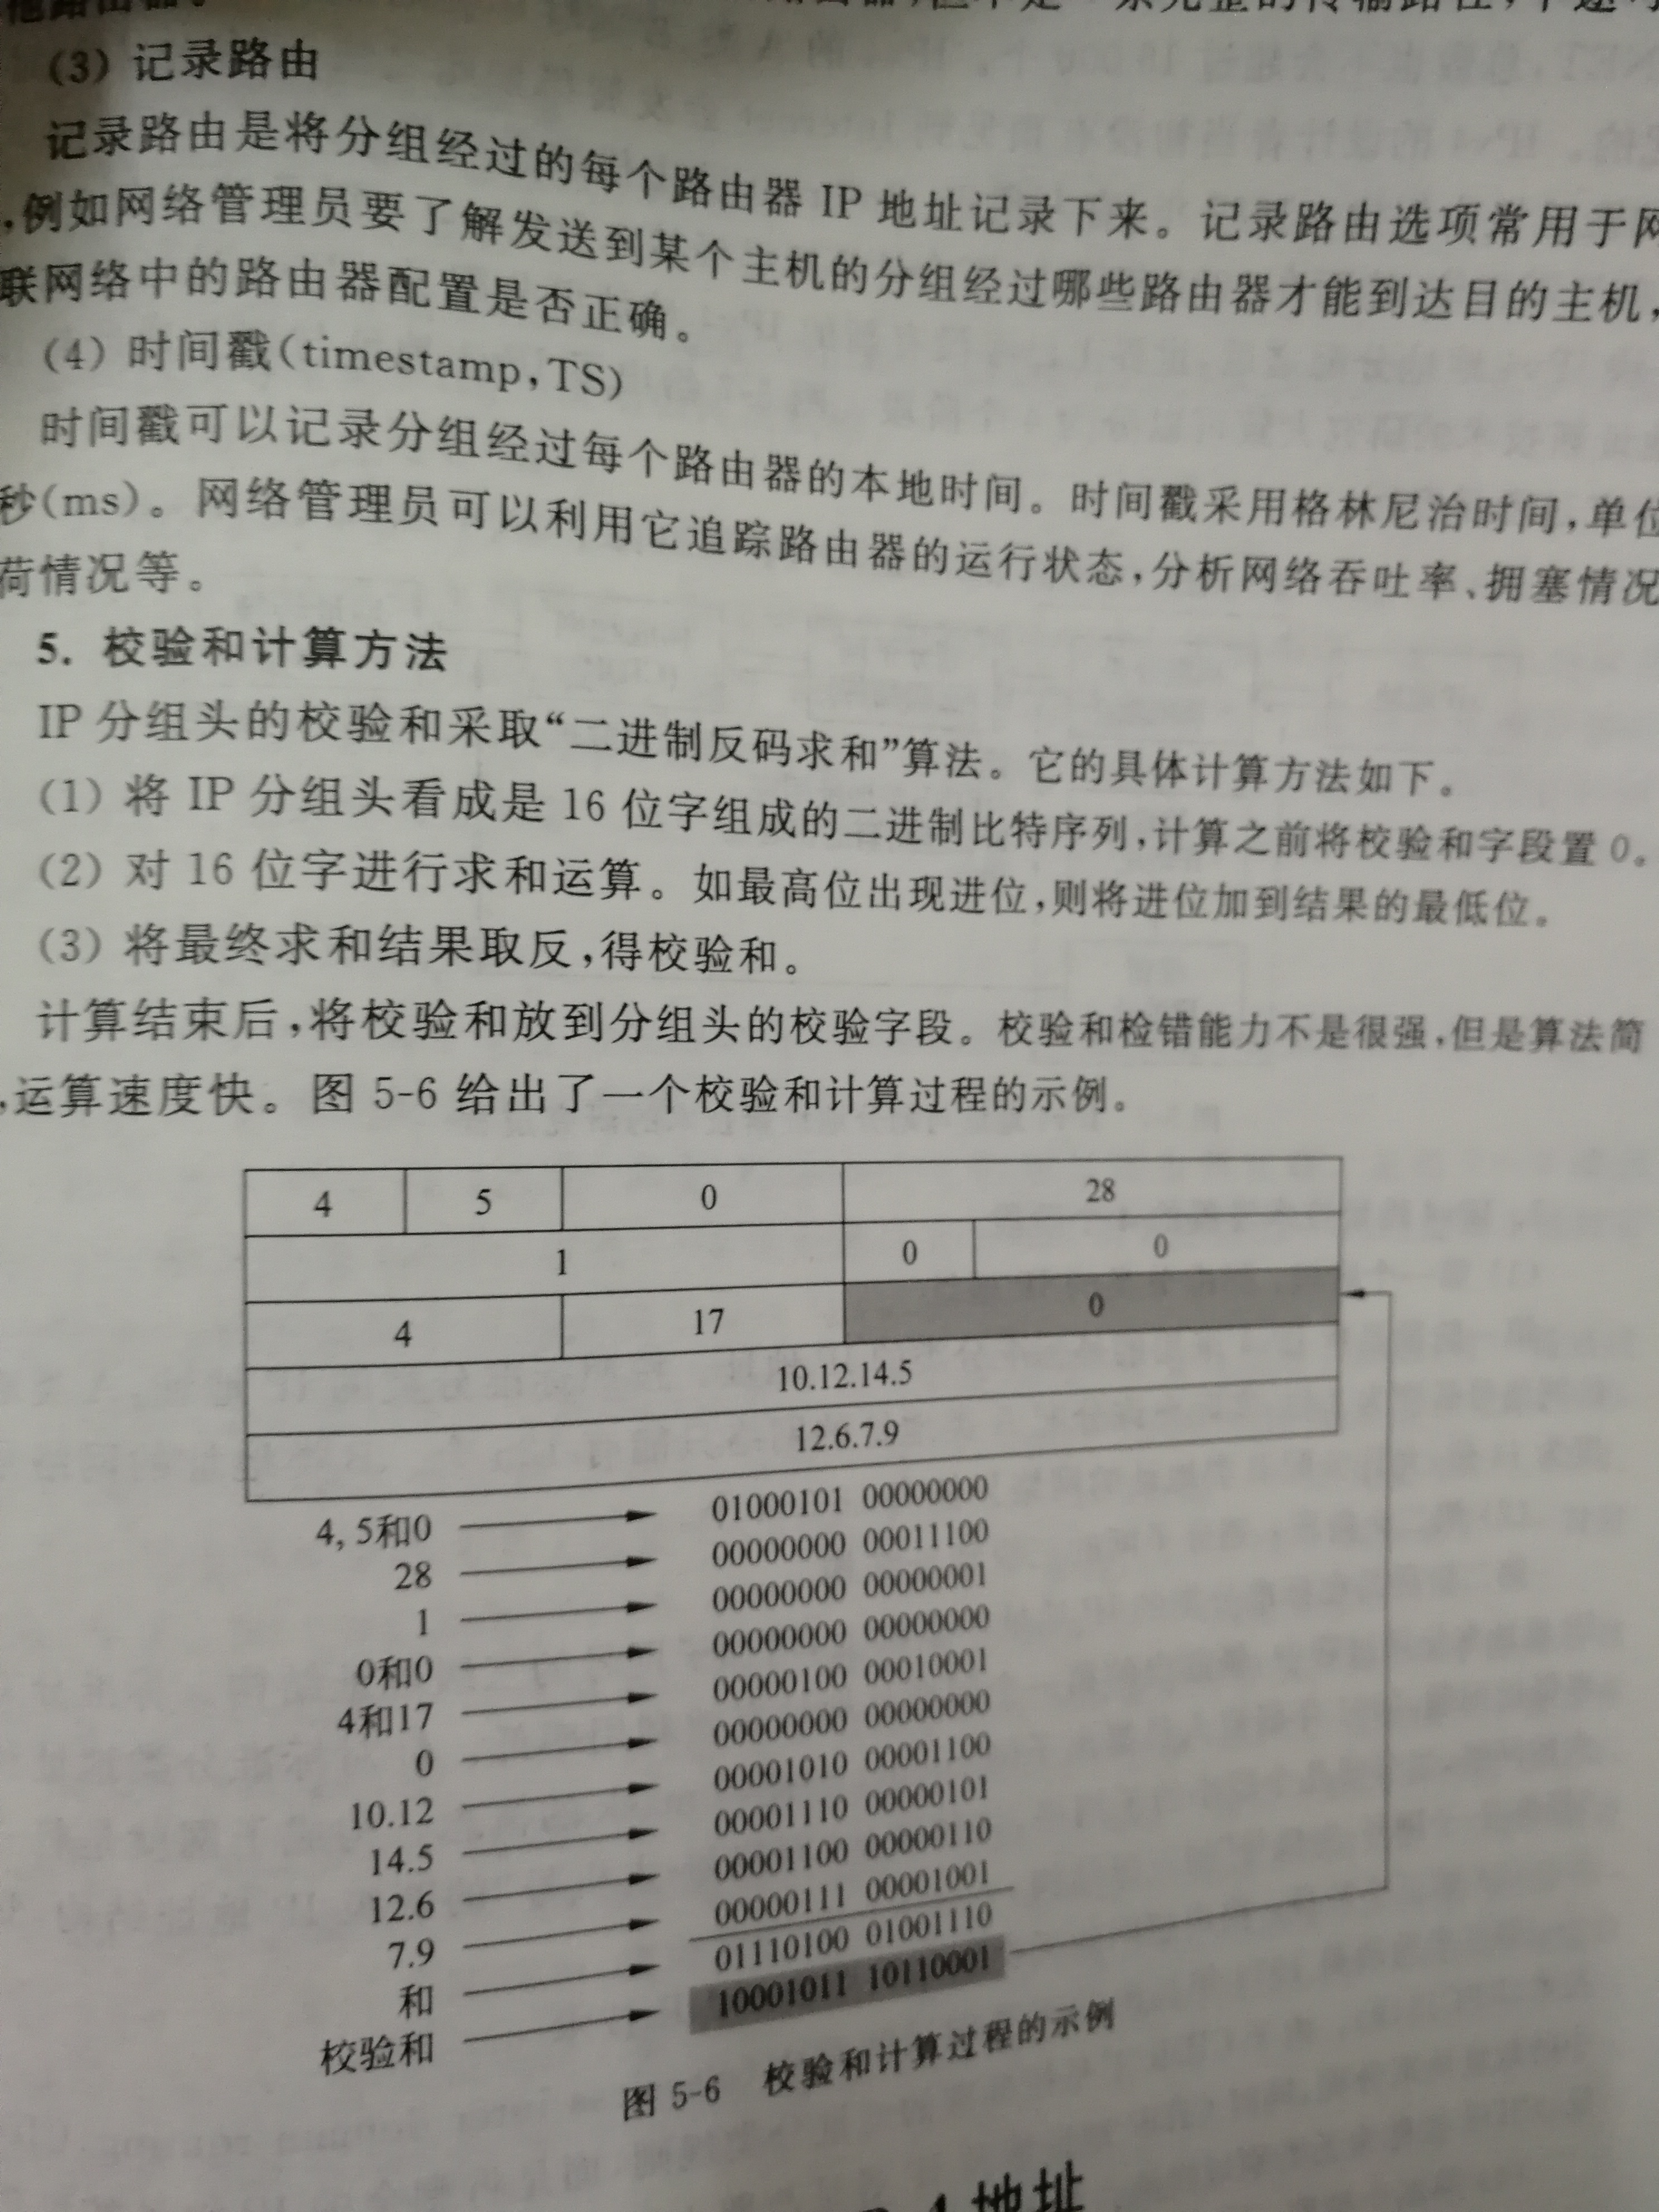 (3) 记录路由
记录路由是将分组经过的每个路由器 IP 地址记录下来。记录路由选项常用于网
,例如网络管理员要了解发送到某个主机的分组经过哪些路由器才能到达目的主机,
联网络中的路由器配置是否正确。
(4) 时间戳(timestamp,TS)
时间戳可以记录分组经过每个路由器的本地时间。时间戳采用格林尼治时间,单位
秒(ms)。网络管理员可以利用它追踪路由器的运行状态,分析网络吞吐率、拥塞情况
荷情况等。
5. 校验和计算方法
IP 分组头的校验和采取“二进制反码求和”算法。它的具体计算方法如下。
(1) 将 IP 分组头看成是 16 位字组成的二进制比特序列,计算之前将校验和字段置 0。
(2) 对 16 位字进行求和运算。如最高位出现进位,则将进位加到结果的最低位。
(3) 将最终求和结果取反,得校验和。
计算结束后,将校验和放到分组头的校验字段。校验和检错能力不是很强,但是算法简
,运算速度快。图 5-6 给出了一个校验和计算过程的示例。
4 5 0 28
1 0 0
4 17 0
10.12.14.5
12.6.7.9
4, 5和0 01000101 00000000
28 00000000 00011100
1 00000000 00000001
0和0 00000000 00000000
4和17 00000100 00010001
0 00000000 00000000
10.12 00001010 00001100
14.5 00001110 00000101
12.6 00001100 00000110
7.9 00000111 00001001
和 01110100 01001110
校验和 10001011 10110001
图 5-6 校验和计算过程的示例
地址